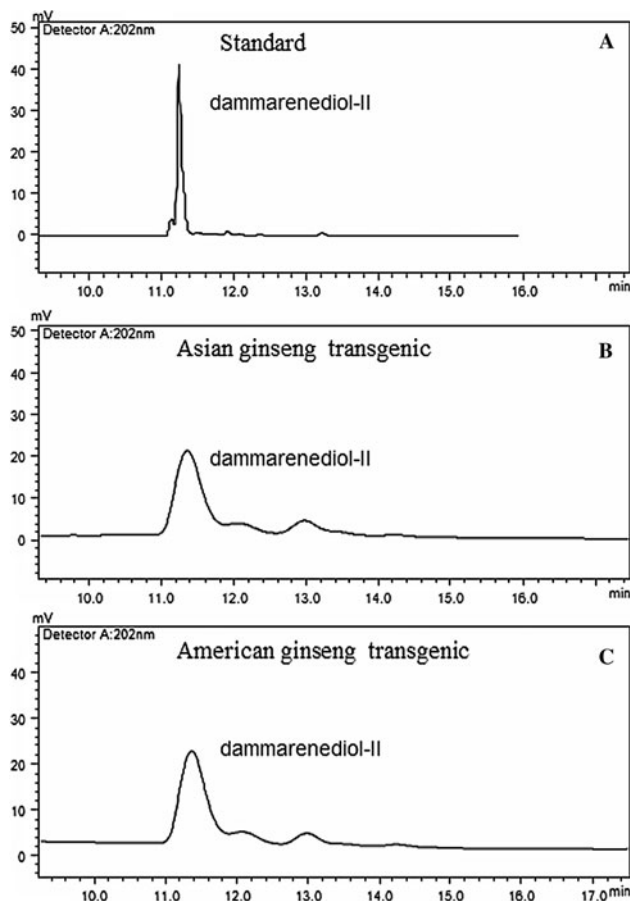 mV
50
Detector A:202nm
Standard
A
40
dammarenediol-II
30
20
10
0
10.0 11.0 12.0 13.0 14.0 15.0 16.0 min
mV
50
Detector A:202nm
Asian ginseng transgenic
B
40
30
dammarenediol-II
20
10
0
10.0 11.0 12.0 13.0 14.0 15.0 16.0 min
mV
Detector A:202nm
American ginseng transgenic
C
40
30
dammarenediol-II
20
10
0
10.0 11.0 12.0 13.0 14.0 15.0 16.0 17.0 min